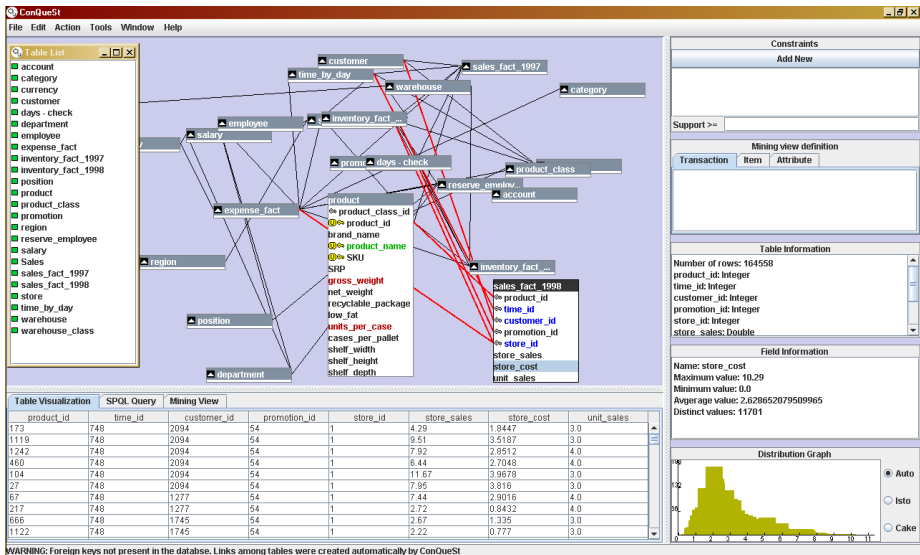 ConQueSt
File Edit Action Tools Window Help
Table List
account
category
currency
customer
days - check
department
employee
expense_fact
inventory_fact_1997
inventory_fact_1998
position
product
product_class
promotion
region
reserve_employee
salary
Sales
sales_fact_1997
sales_fact_1998
store
time_by_day
warehouse
warehouse_class
customer
time_by_day
sales_fact_1997
warehouse
category
employee
inventory_fact_...
salary
days - check
product_class
reserve_employ...
account
expense_fact
region
inventory_fact_...
position
department
product
product_class_id
product_id
brand_name
product_name
SKU
SRP
gross_weight
net_weight
recyclable_package
low_fat
units_per_case
cases_per_pallet
shelf_width
shelf_height
shelf_depth
sales_fact_1998
product_id
time_id
customer_id
promotion_id
store_id
store_sales
store_cost
unit_sales
Constraints
Add New
Support >=
Mining view definition
Transaction Item Attribute
Table Information
Number of rows: 164558
product_id: Integer
time_id: Integer
customer_id: Integer
promotion_id: Integer
store_id: Integer
store_sales: Double
Field Information
Name: store_cost
Maximum value: 10.29
Minimum value: 0.0
Avgerage value: 2.628652079509965
Distinct values: 11701
Distribution Graph
Auto
Isto
Cake
0 1 2 3 4 5 6 7 8 9 10 11
Table Visualization SPQL Query Mining View
product_id time_id customer_id promotion_id store_id store_sales store_cost unit_sales
173 748 2094 54 1 4.29 1.8447 3.0
1119 748 2094 54 1 9.51 3.5187 3.0
1242 748 2094 54 1 7.92 2.8512 4.0
460 748 2094 54 1 6.44 2.7048 4.0
104 748 2094 54 1 11.67 3.9678 3.0
27 748 2094 54 1 7.95 3.816 3.0
67 748 1277 54 1 7.44 2.9016 4.0
217 748 1277 54 1 2.72 0.8432 4.0
666 748 1745 54 1 2.67 1.335 3.0
1122 748 1745 54 1 2.22 0.777 3.0
WARNING: Foreign keys not present in the databse. Links among tables were created automatically by ConQueSt